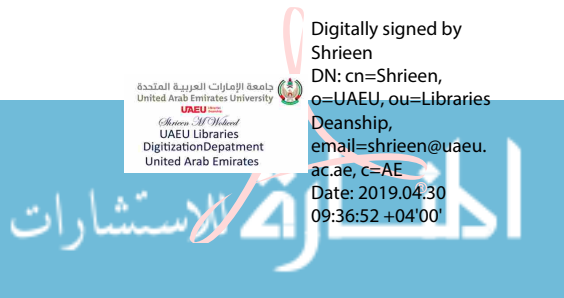 جامعة الإمارات العربية المتحدة
United Arab Emirates University
UAEU
Shrieen M Woheed
UAEU Libraries
DigitizationDepatment
United Arab Emirates
Digitally signed by
Shrieen
DN: cn=Shrieen,
o=UAEU, ou=Libraries
Deanship,
email=shrieen@uaeu.
ac.ae, c=AE
Date: 2019.04.30
09:36:52 +04'00'
المنارة للاستشارات